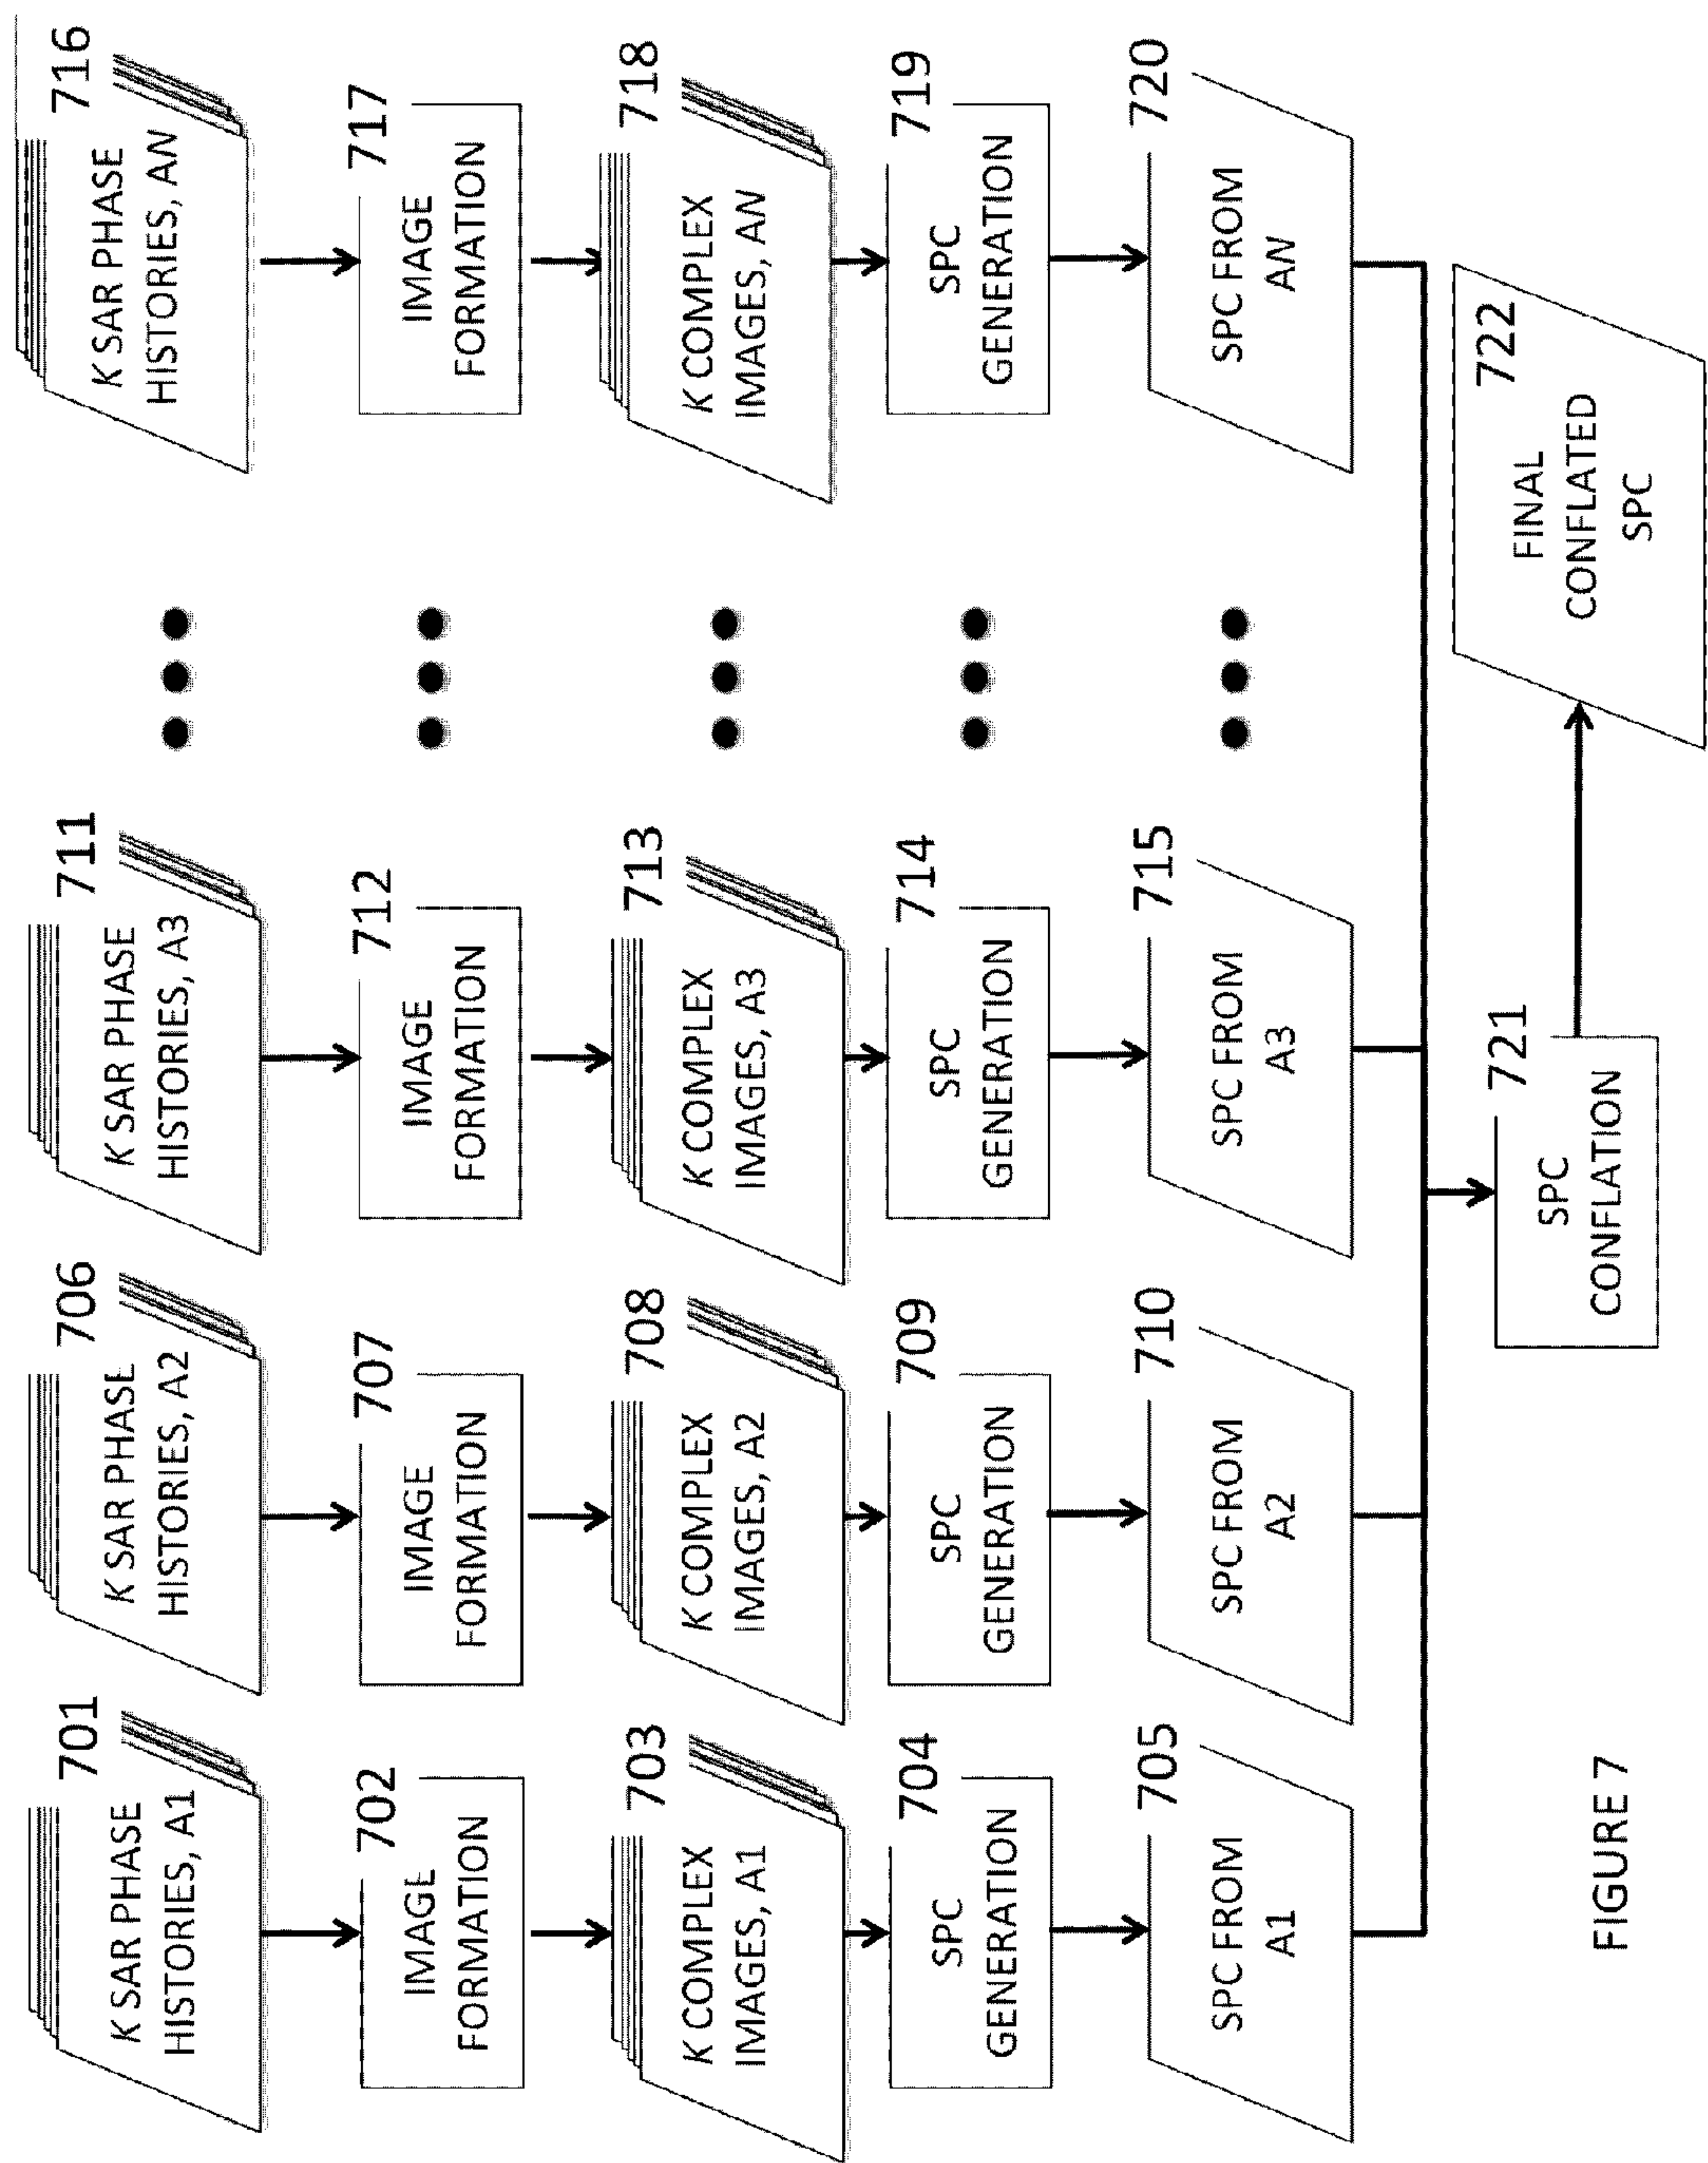 701
K SAR PHASE
HISTORIES, A1
702
IMAGE
FORMATION
703
K COMPLEX
IMAGES, A1
704
SPC
GENERATION
705
SPC FROM
A1
706
K SAR PHASE
HISTORIES, A2
707
IMAGE
FORMATION
708
K COMPLEX
IMAGES, A2
709
SPC
GENERATION
710
SPC FROM
A2
711
K SAR PHASE
HISTORIES, A3
712
IMAGE
FORMATION
713
K COMPLEX
IMAGES, A3
714
SPC
GENERATION
715
SPC FROM
A3
716
K SAR PHASE
HISTORIES, AN
717
IMAGE
FORMATION
718
K COMPLEX
IMAGES, AN
719
SPC
GENERATION
720
SPC FROM
AN
721
SPC
CONFLATION
722
FINAL
CONFLATED
SPC
FIGURE 7